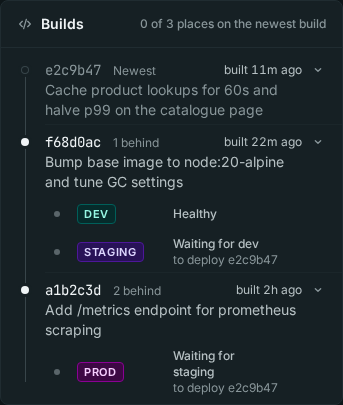 </> Builds 0 of 3 places on the newest build
e2c9b47 Newest built 11m ago
Cache product lookups for 60s and
halve p99 on the catalogue page
f68d0ac 1 behind built 22m ago
Bump base image to node:20-alpine
and tune GC settings
DEV Healthy
STAGING Waiting for dev
to deploy e2c9b47
a1b2c3d 2 behind built 2h ago
Add /metrics endpoint for prometheus
scraping
PROD Waiting for
staging
to deploy e2c9b47